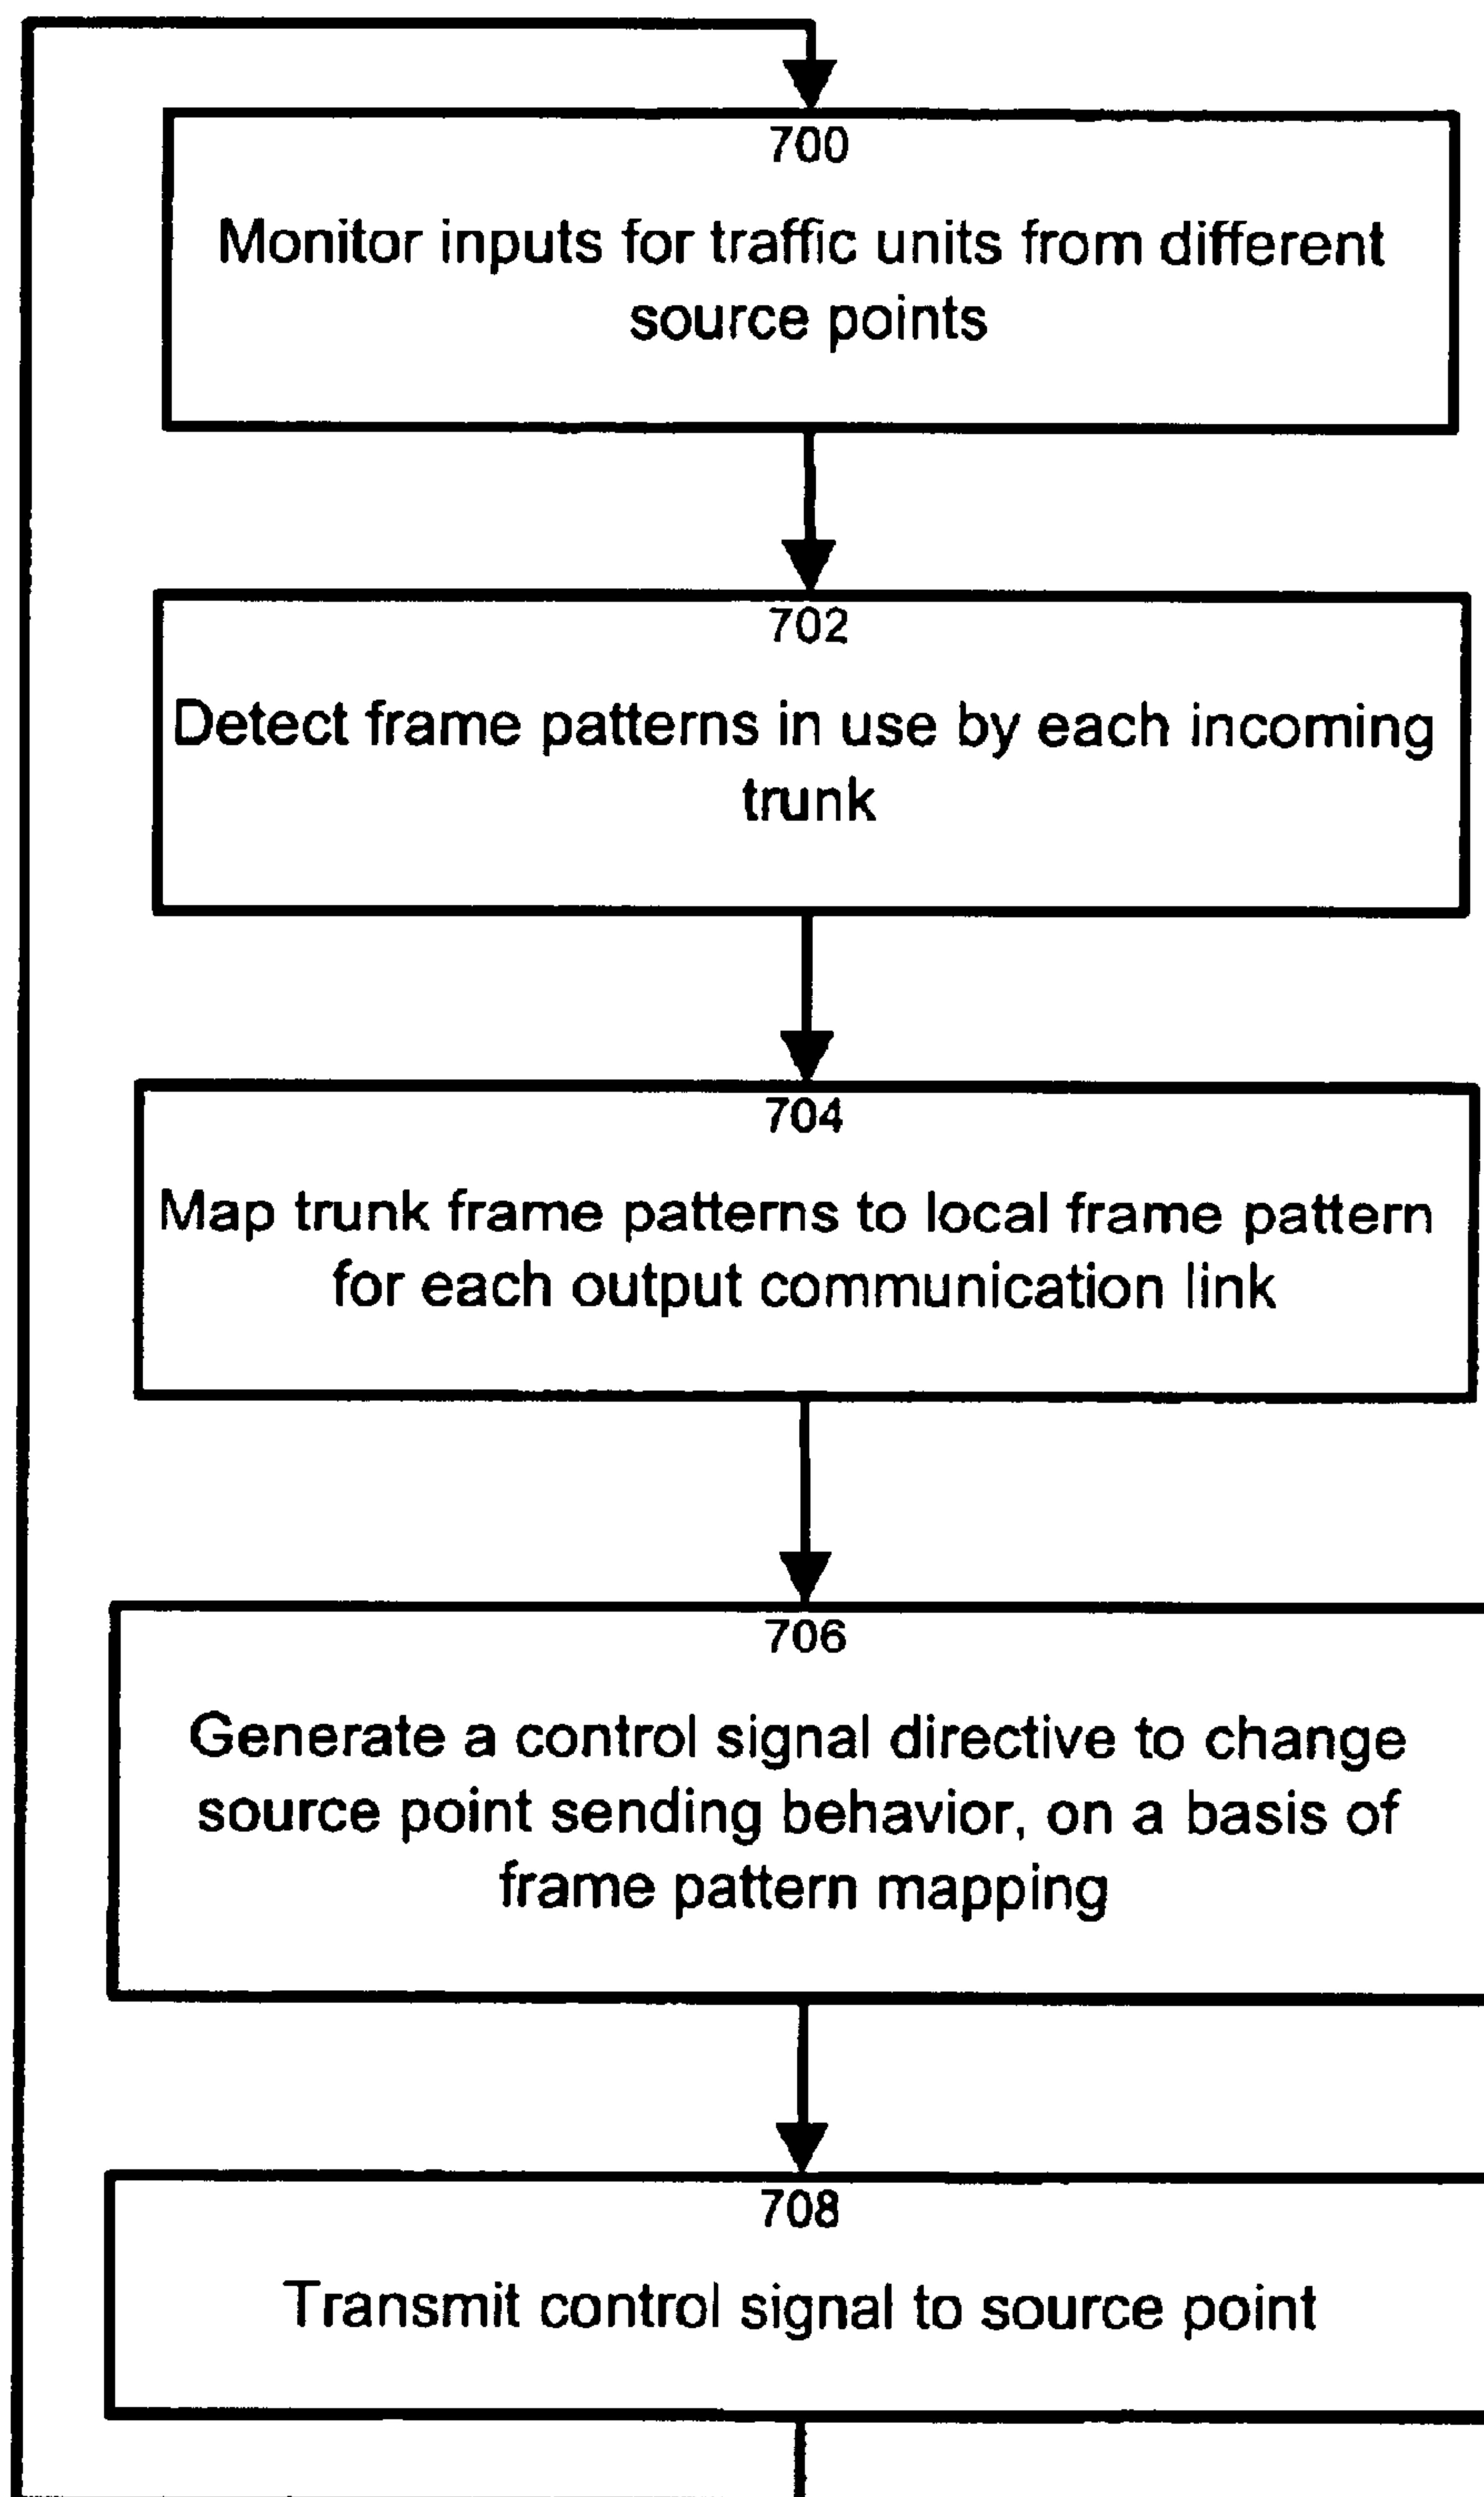 700
Monitor inputs for traffic units from different
source points
702
Detect frame patterns in use by each incoming
trunk
704
Map trunk frame patterns to local frame pattern
for each output communication link
706
Generate a control signal directive to change
source point sending behavior, on a basis of
frame pattern mapping
708
Transmit control signal to source point